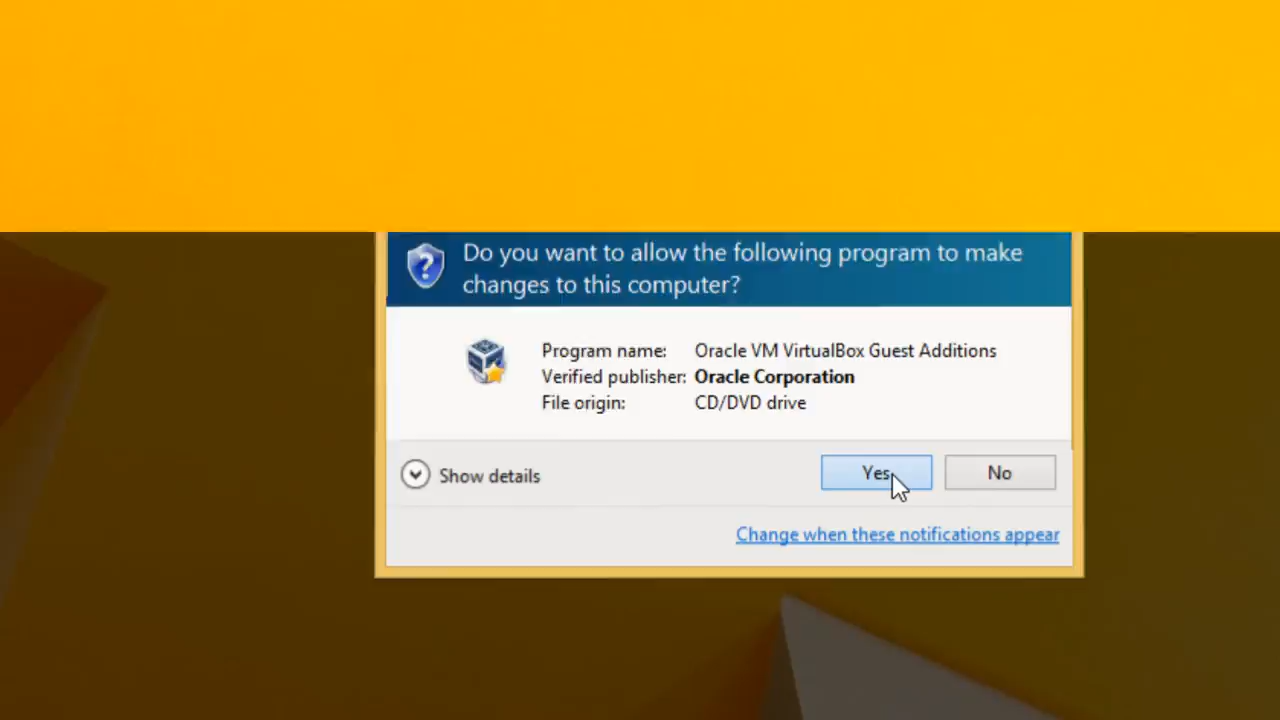 Do you want to allow the following program to make
changes to this computer?
Program name: Oracle VM VirtualBox Guest Additions
Verified publisher: Oracle Corporation
File origin: CD/DVD drive
Show details
Yes
No
Change when these notifications appear